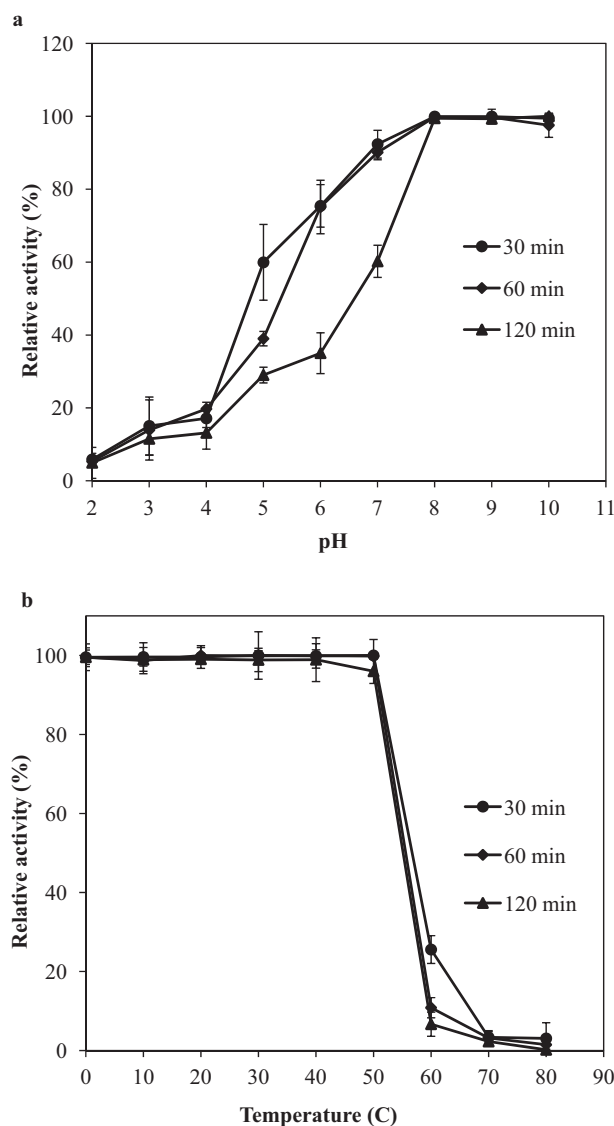 a
120
100
80
60
40
20
0
Relative activity (%)
30 min
60 min
120 min
2 3 4 5 6 7 8 9 10 11
pH
b
100
80
60
40
20
0
Relative activity (%)
30 min
60 min
120 min
0 10 20 30 40 50 60 70 80 90
Temperature (C)